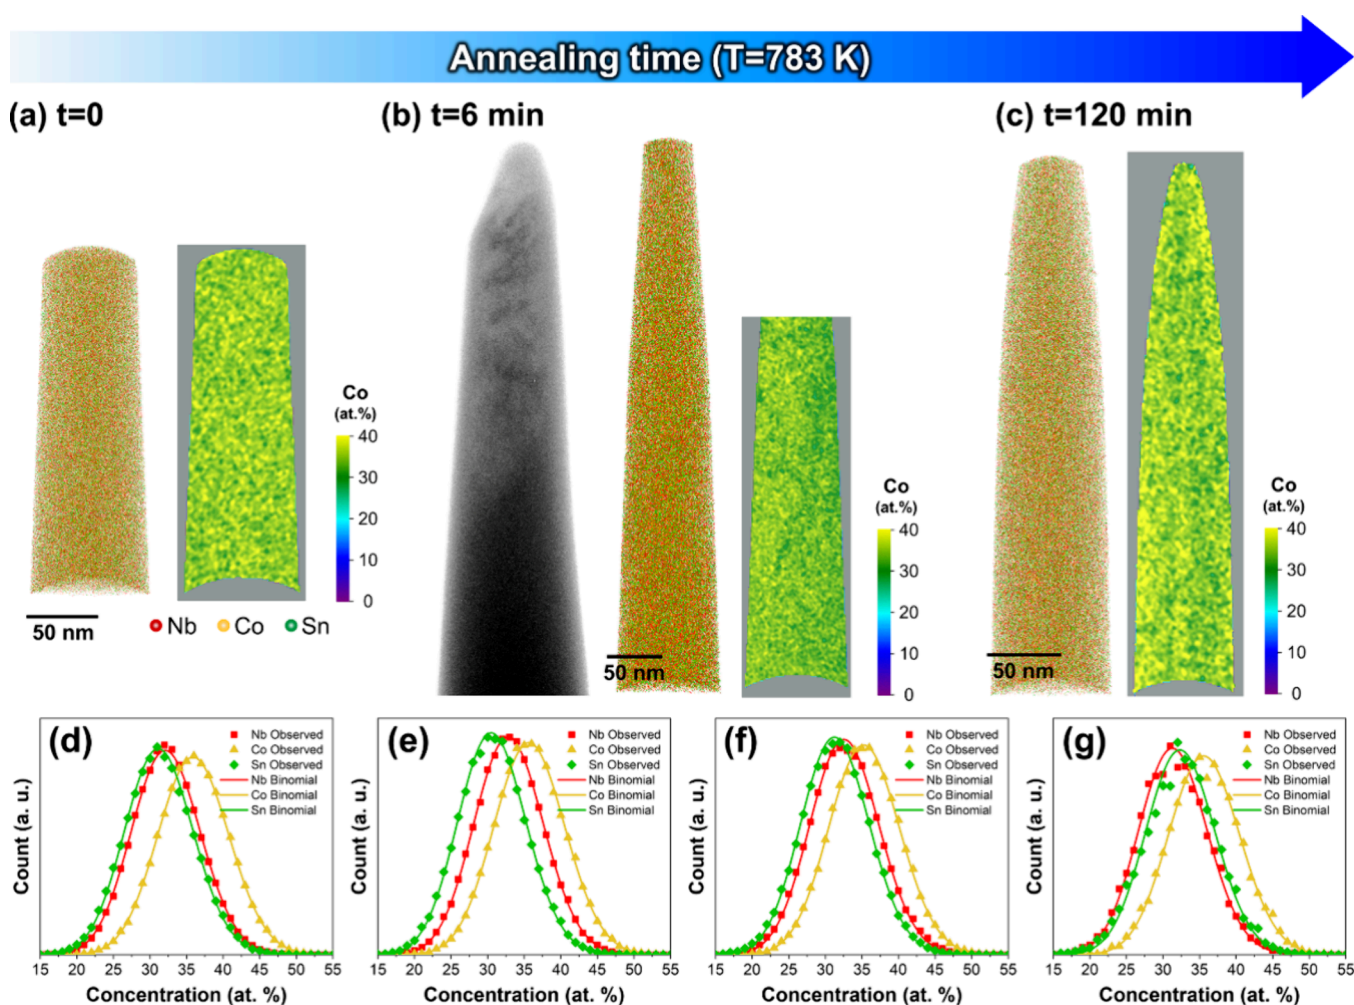 Annealing time (T=783 K)
(a) t=0
(b) t=6 min
(c) t=120 min
Co
(at.%)
40
30
20
10
0
50 nm
Nb
Co
Sn
50 nm
Co
(at.%)
40
30
20
10
0
50 nm
Co
(at.%)
40
30
20
10
0
(d)
Nb Observed
Co Observed
Sn Observed
Nb Binomial
Co Binomial
Sn Binomial
Count (a. u.)
15 20 25 30 35 40 45 50 55
Concentration (at. %)
(e)
Nb Observed
Co Observed
Sn Observed
Nb Binomial
Co Binomial
Sn Binomial
Count (a. u.)
15 20 25 30 35 40 45 50 55
Concentration (at. %)
(f)
Nb Observed
Co Observed
Sn Observed
Nb Binomial
Co Binomial
Sn Binomial
Count (a. u.)
15 20 25 30 35 40 45 50 55
Concentration (at. %)
(g)
Nb Observed
Co Observed
Sn Observed
Nb Binomial
Co Binomial
Sn Binomial
Count (a. u.)
15 20 25 30 35 40 45 50 55
Concentration (at. %)